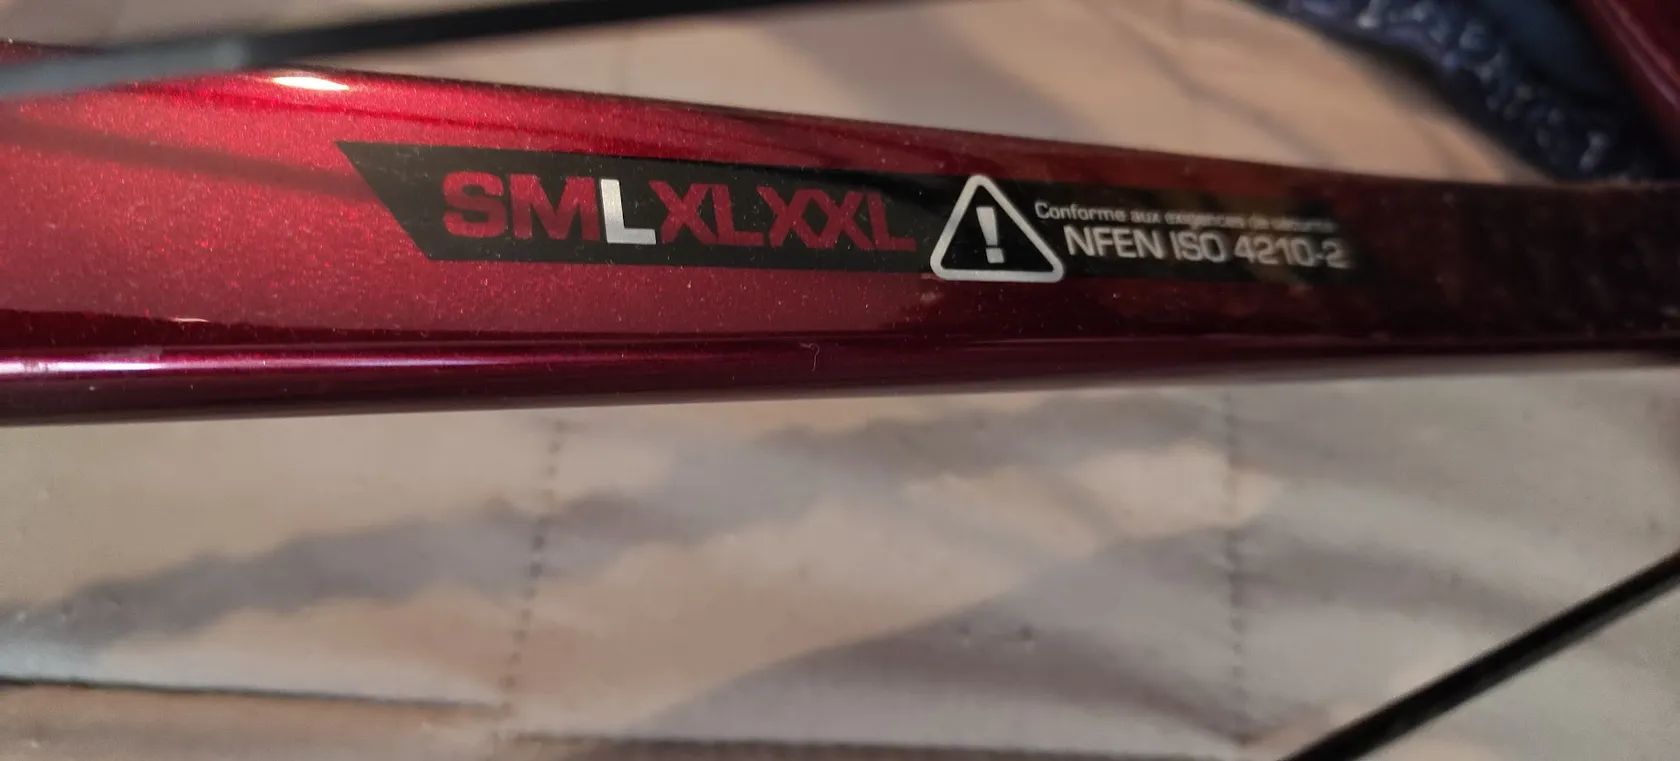 SMLXLXXL
Conforme aux exigences de sécurité
NFEN ISO 4210-2